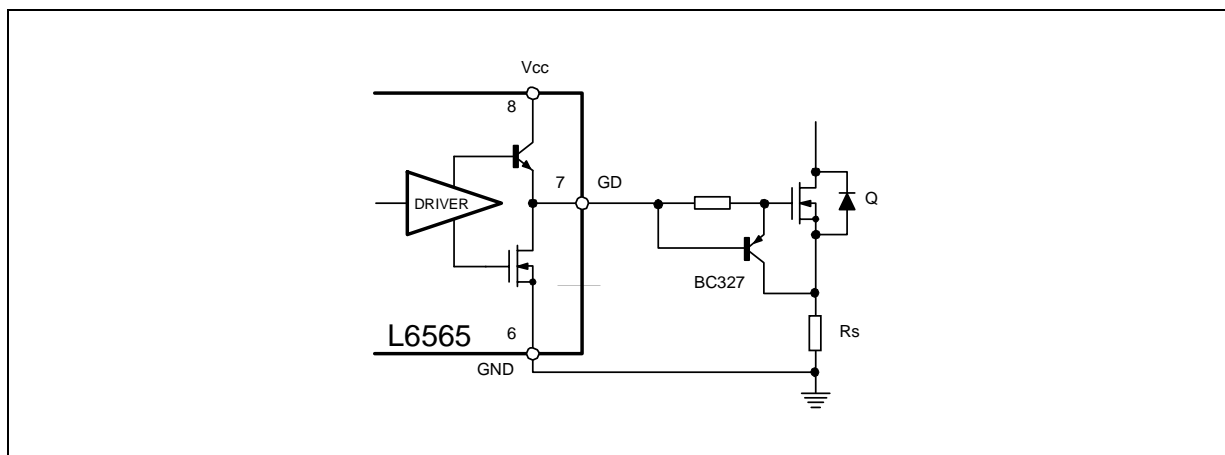 Vcc
8
7
GD
DRIVER
Q
BC327
L6565
6
Rs
GND